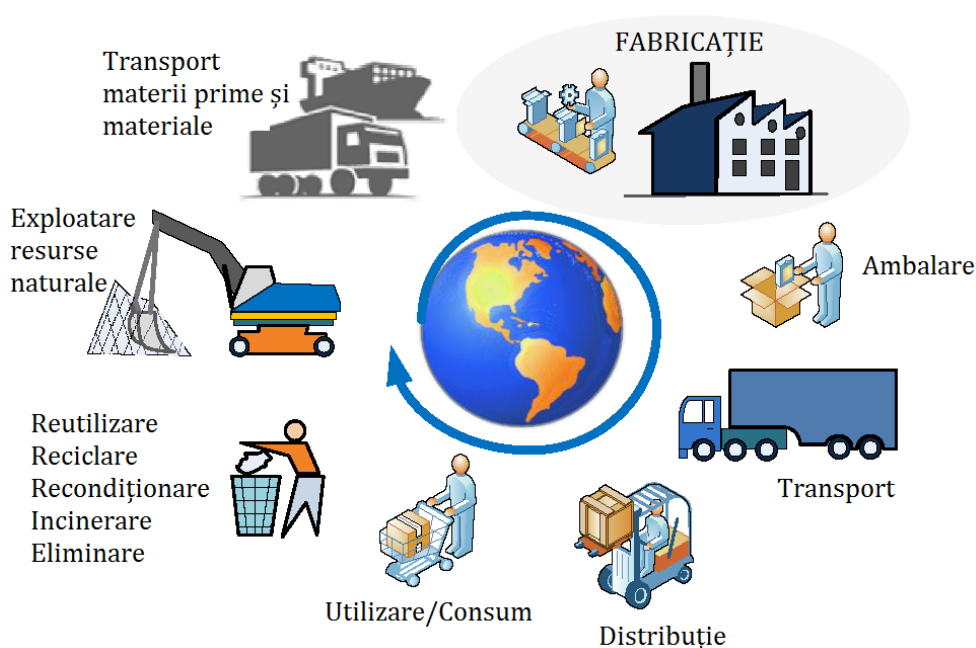 Transport
materii prime și
materiale
FABRICAȚIE
Exploatare
resurse
naturale
Ambalare
Transport
Reutilizare
Reciclare
Recondiționare
Incinerare
Eliminare
Utilizare/Consum
Distribuție